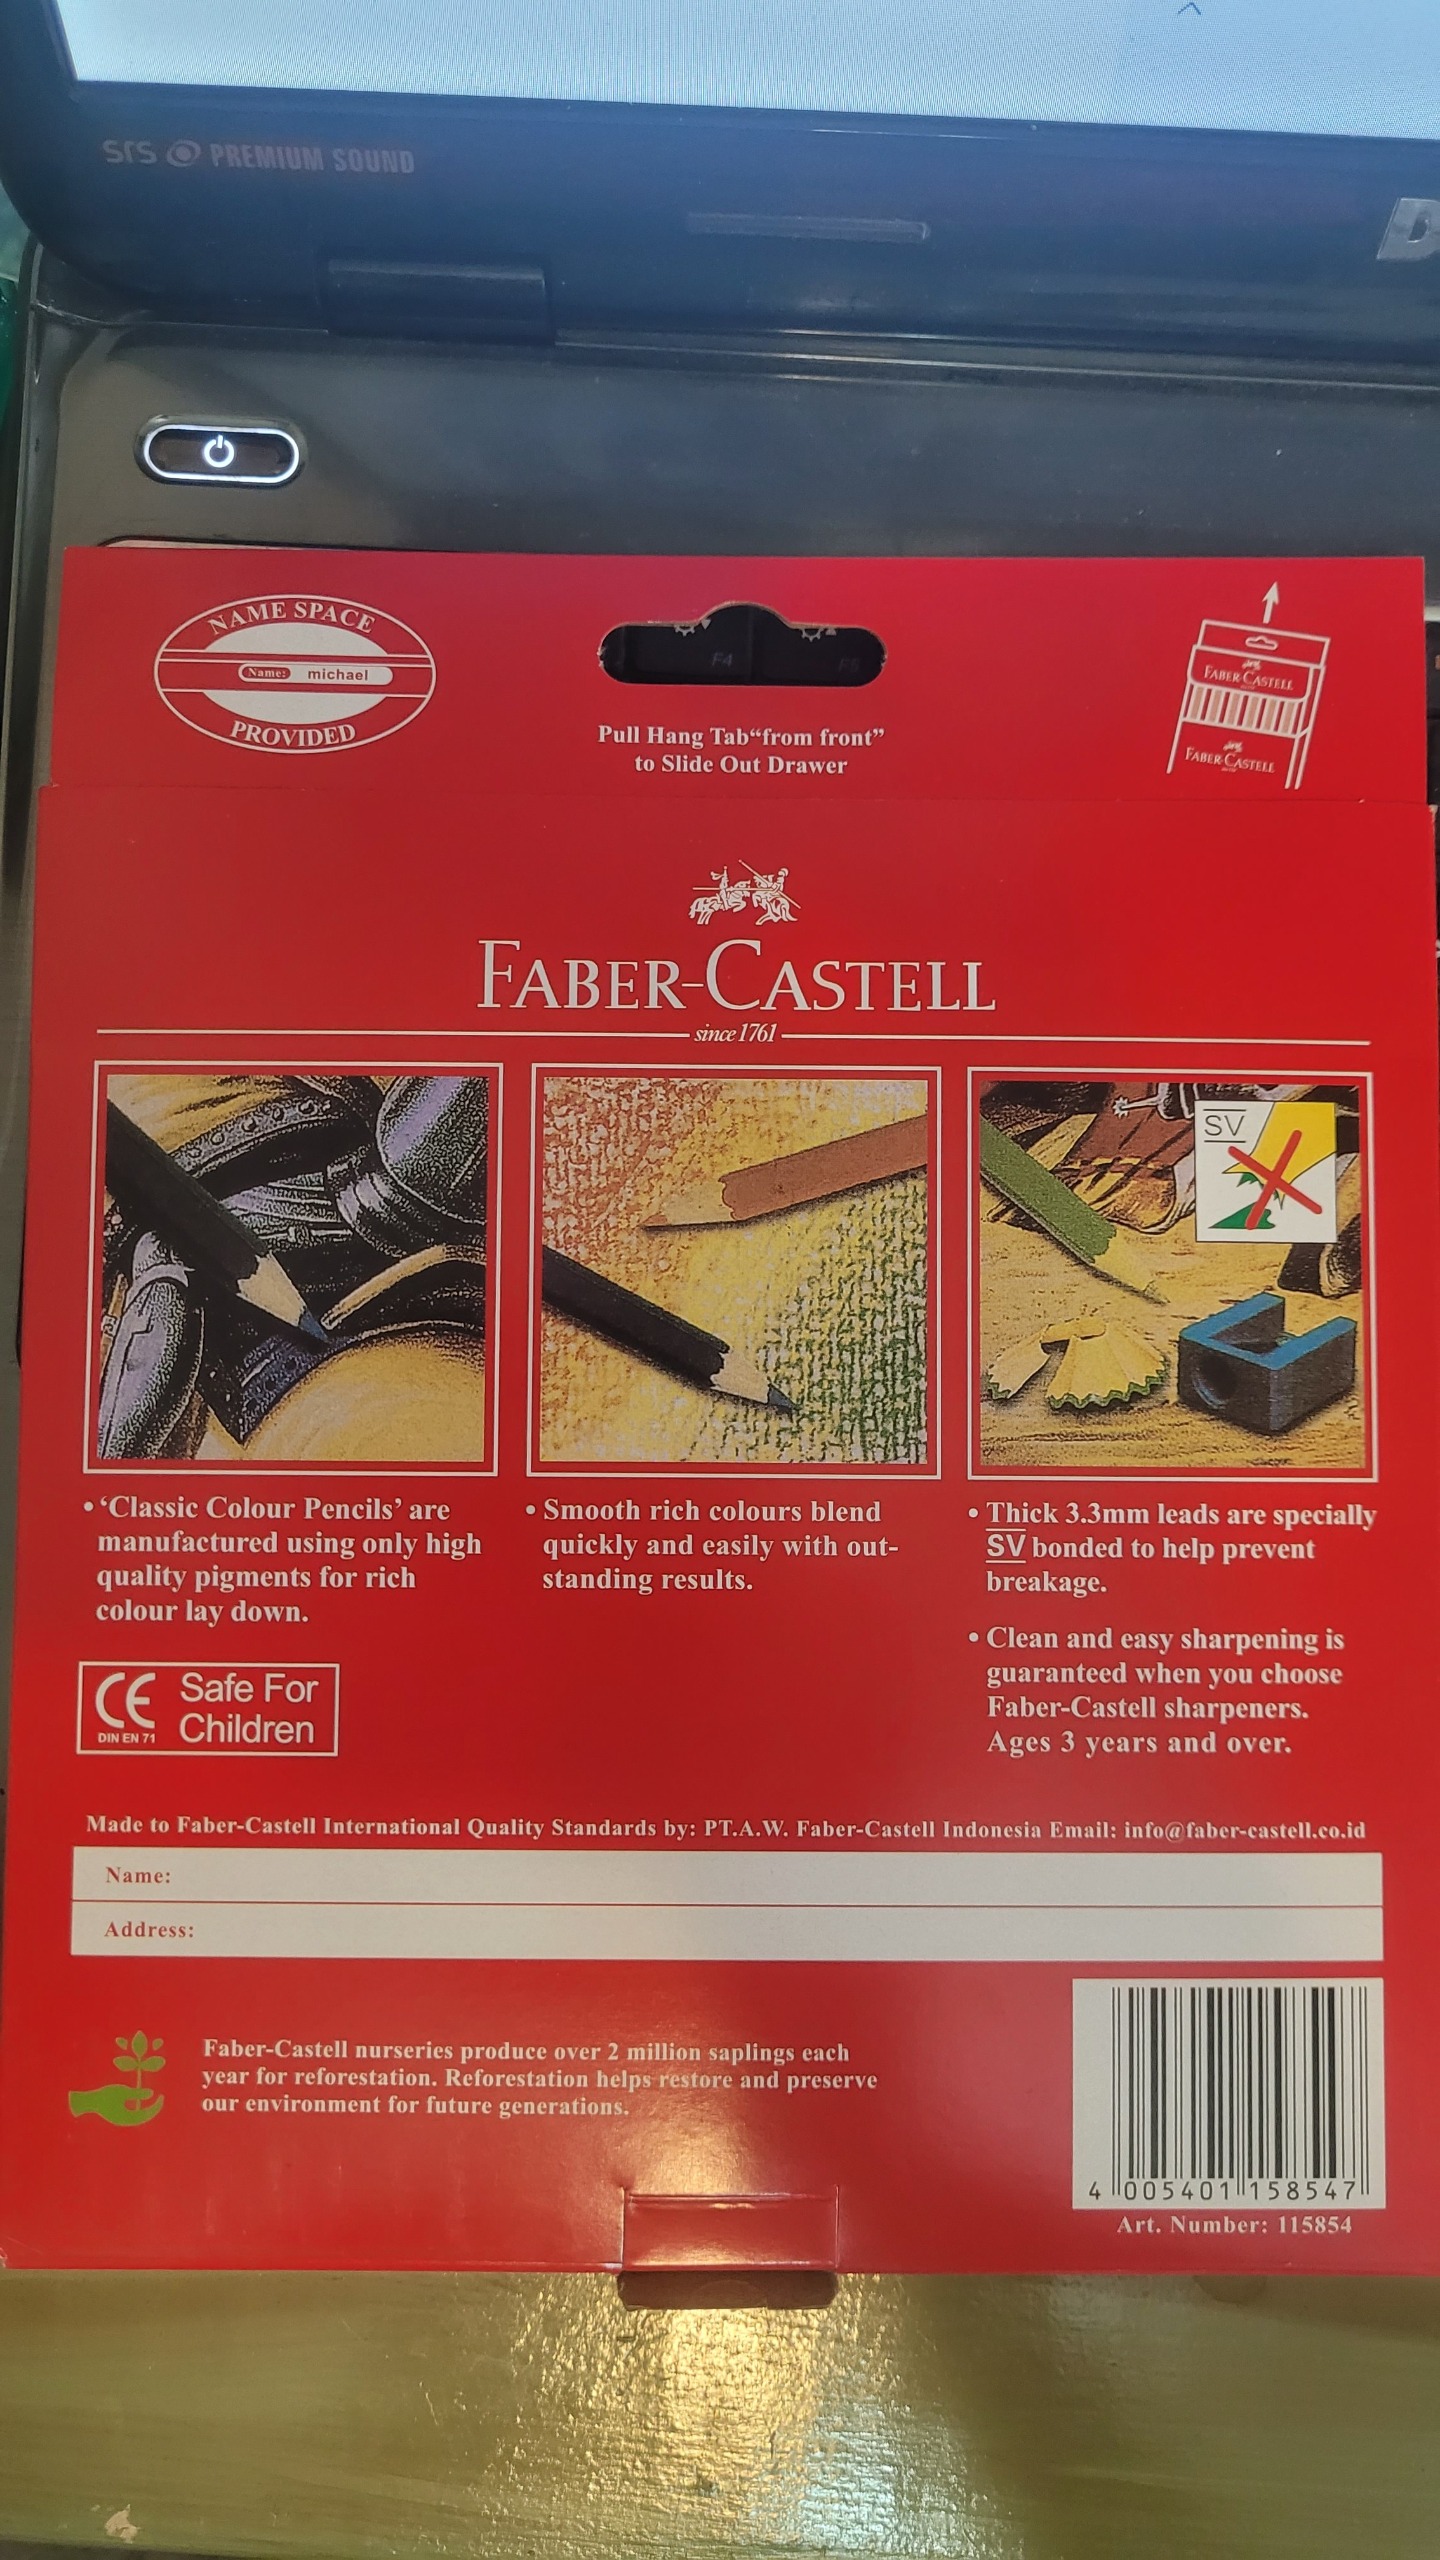 SRS PREMIUM SOUND
NAME SPACE
Name: michael
PROVIDED
F4
F5
Pull Hang Tab“from front”
to Slide Out Drawer
FABER-CASTELL
FABER-CASTELL
FABER-CASTELL
since 1761
SV
• ‘Classic Colour Pencils’ are
manufactured using only high
quality pigments for rich
colour lay down.
• Smooth rich colours blend
quickly and easily with out-
standing results.
• Thick 3.3mm leads are specially
SV bonded to help prevent
breakage.
• Clean and easy sharpening is
guaranteed when you choose
Faber-Castell sharpeners.
Ages 3 years and over.
CE
DIN EN 71
Safe For
Children
Made to Faber-Castell International Quality Standards by: PT.A.W. Faber-Castell Indonesia Email: info@faber-castell.co.id
Name:
Address:
Faber-Castell nurseries produce over 2 million saplings each
year for reforestation. Reforestation helps restore and preserve
our environment for future generations.
4 005401 158547
Art. Number: 115854